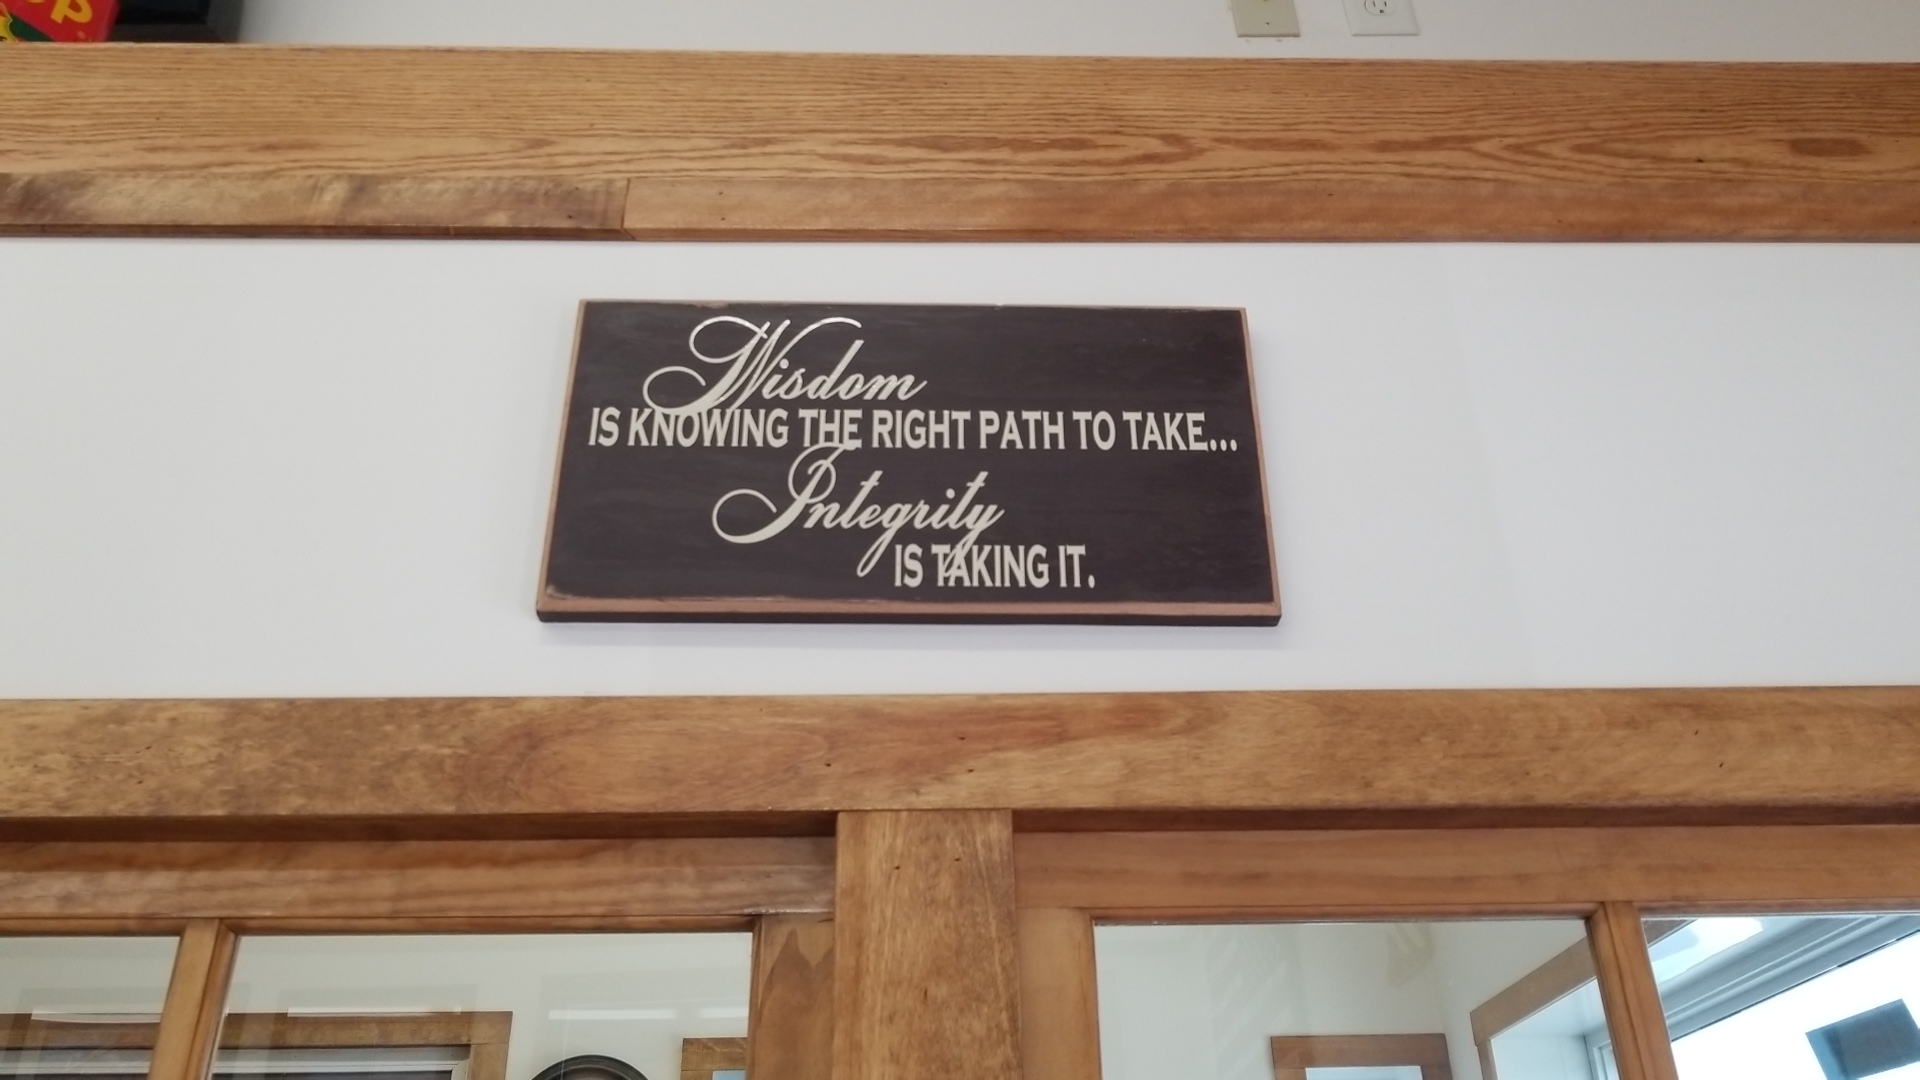 Wisdom
IS KNOWING THE RIGHT PATH TO TAKE...
Integrity
IS TAKING IT.